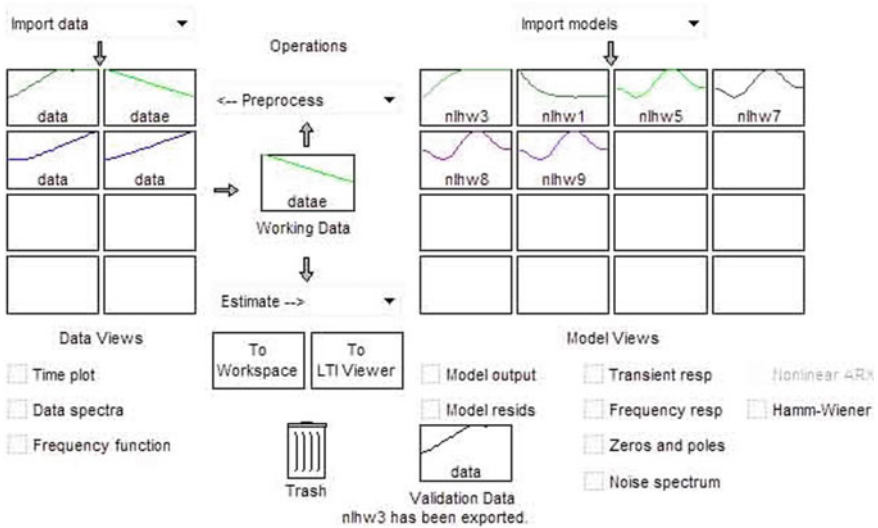 Import data
Operations
Import models
data
datae
<-- Preprocess
nlhw3
nlhw1
nlhw5
nlhw7
data
data
datae
nlhw8
nlhw9
Working Data
Estimate -->
Data Views
To Workspace
To LTI Viewer
Model Views
Time plot
Data spectra
Frequency function
Model output
Model resids
Transient resp
Frequency resp
Zeros and poles
Noise spectrum
Nonlinear ARX
Hamm-Wiener
Trash
data
Validation Data
nlhw3 has been exported.